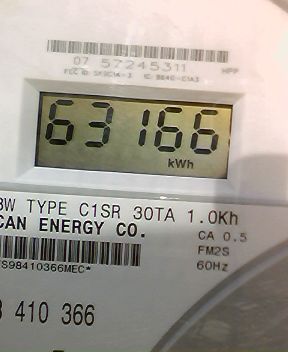 07 57245311
HPP
63166
kWh
3W TYPE C1SR 30TA 1.0Kh
CAN ENERGY CO.
CA 0.5
FM2S
60Hz
S98410366MEC*
410 366